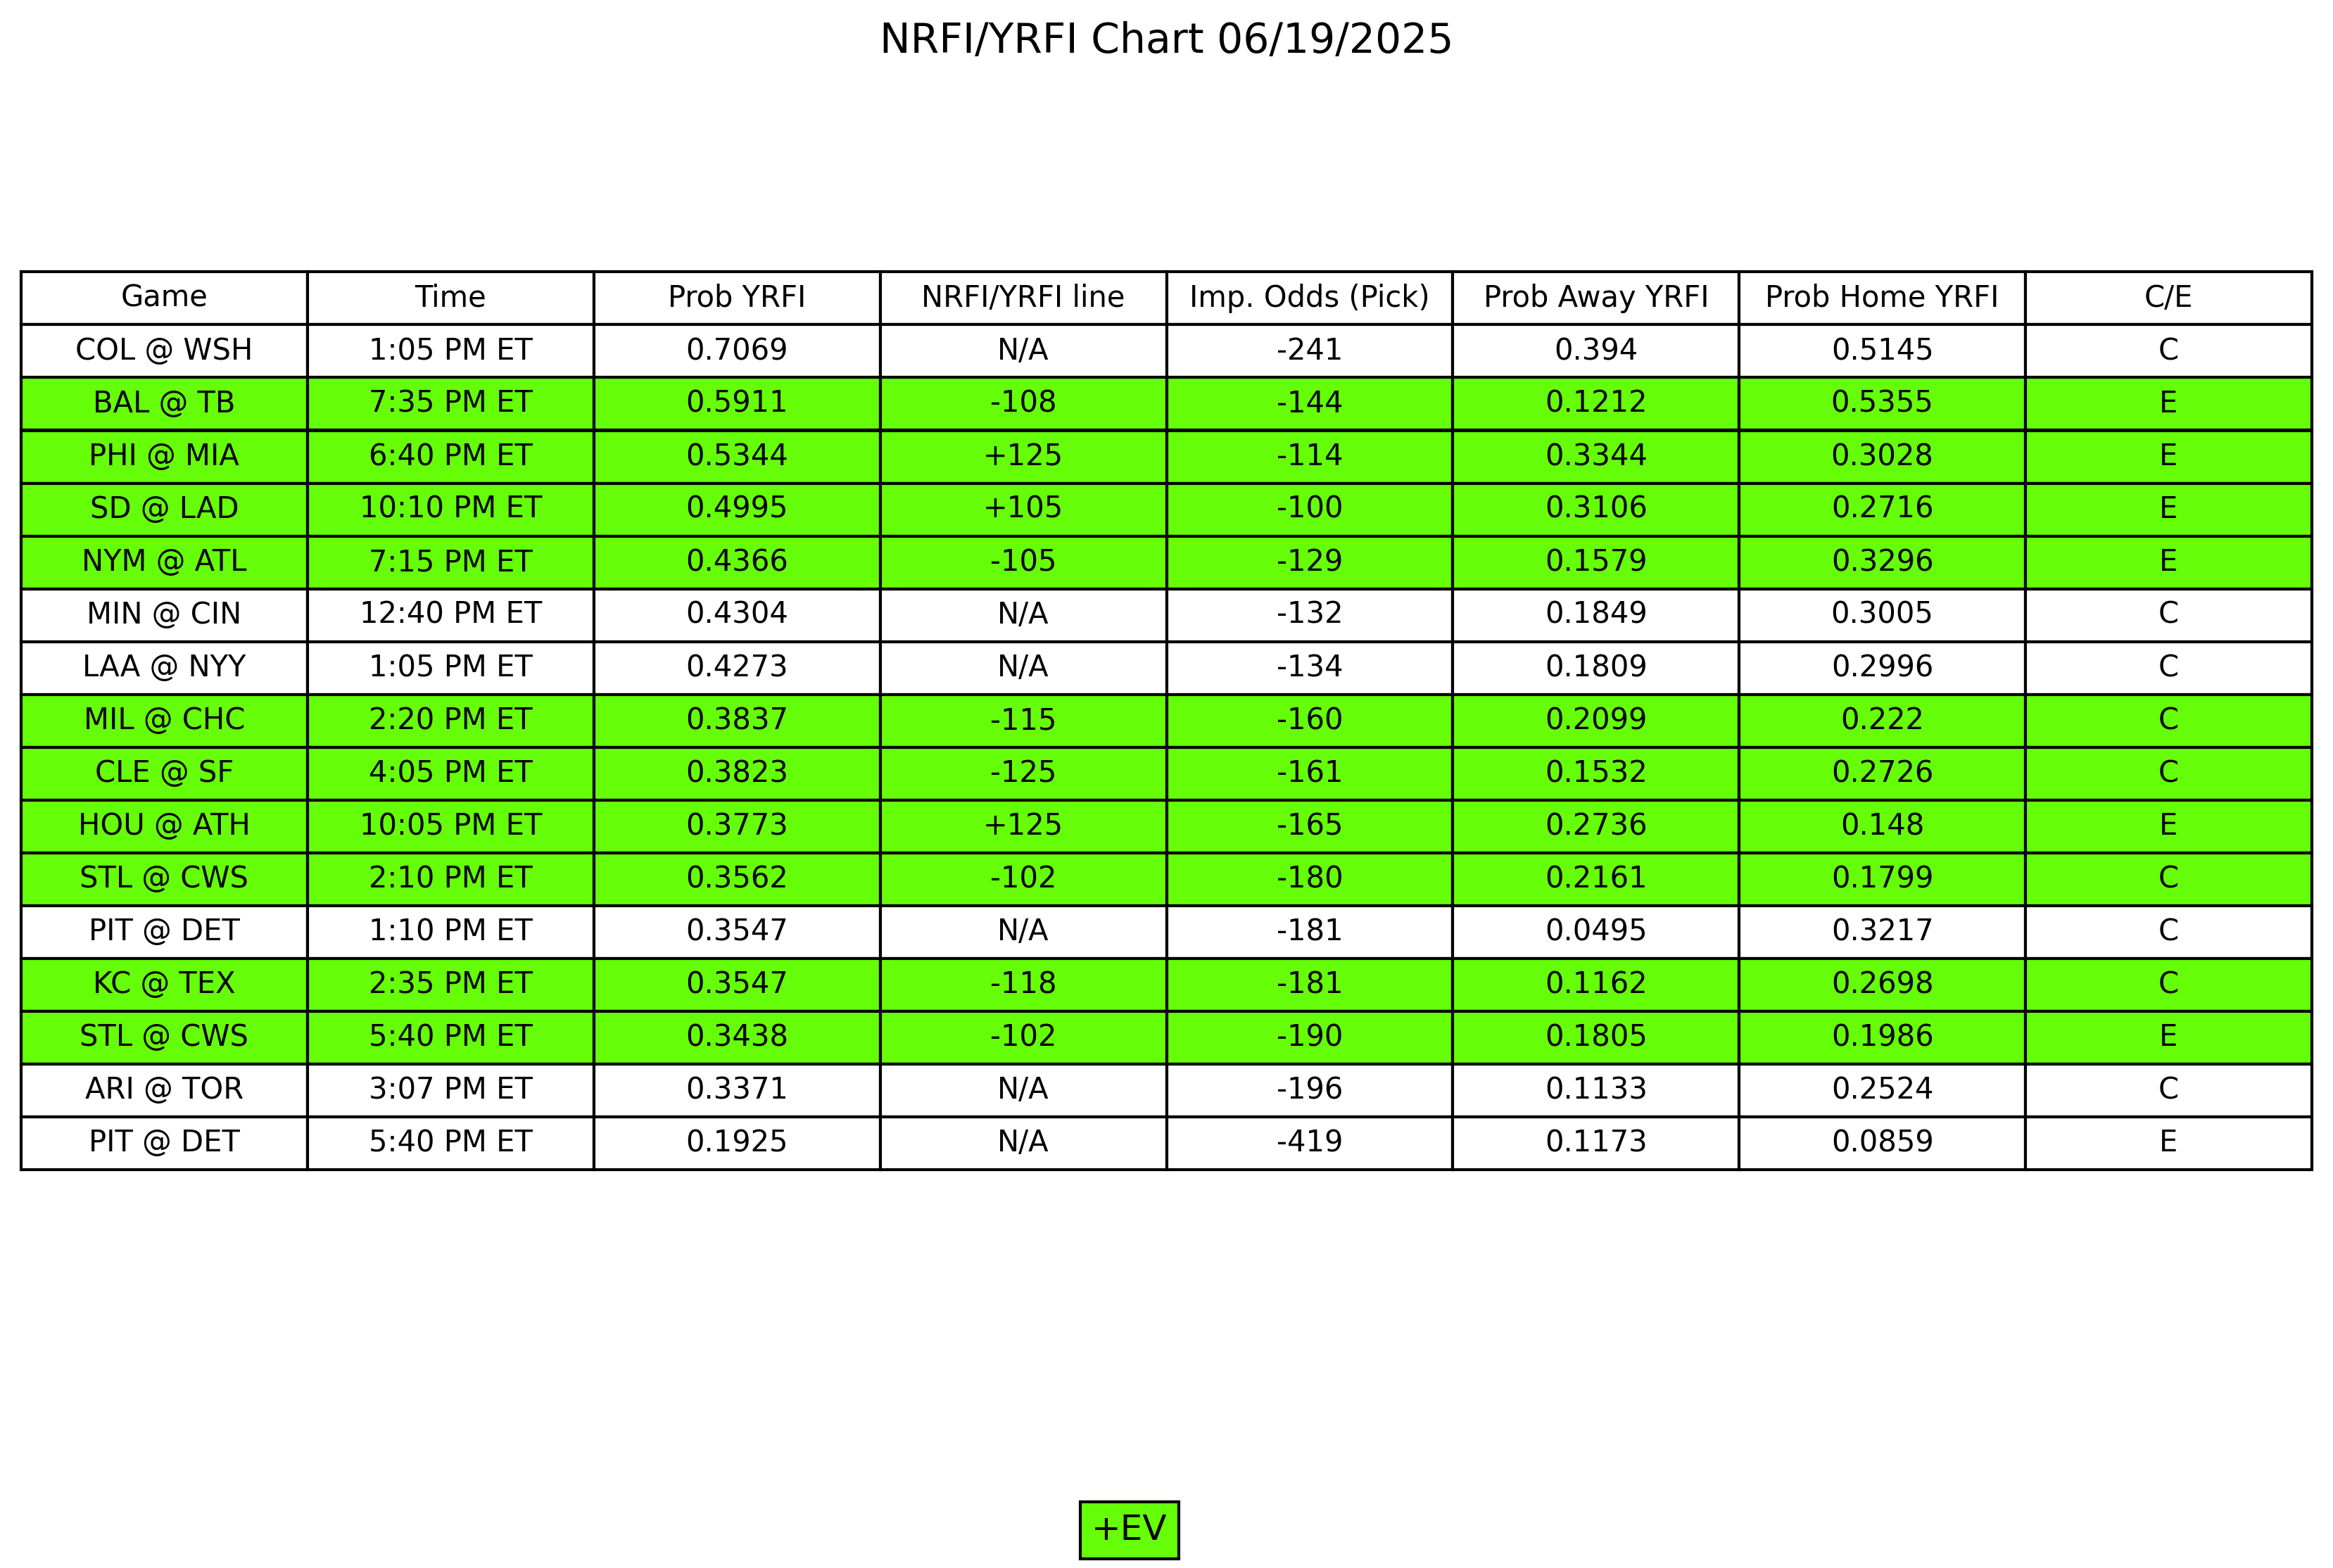 NRFI/YRFI Chart 06/19/2025
Game Time Prob YRFI NRFI/YRFI line Imp. Odds (Pick) Prob Away YRFI Prob Home YRFI C/E
COL @ WSH 1:05 PM ET 0.7069 N/A -241 0.394 0.5145 C
BAL @ TB 7:35 PM ET 0.5911 -108 -144 0.1212 0.5355 E
PHI @ MIA 6:40 PM ET 0.5344 +125 -114 0.3344 0.3028 E
SD @ LAD 10:10 PM ET 0.4995 +105 -100 0.3106 0.2716 E
NYM @ ATL 7:15 PM ET 0.4366 -105 -129 0.1579 0.3296 E
MIN @ CIN 12:40 PM ET 0.4304 N/A -132 0.1849 0.3005 C
LAA @ NYY 1:05 PM ET 0.4273 N/A -134 0.1809 0.2996 C
MIL @ CHC 2:20 PM ET 0.3837 -115 -160 0.2099 0.222 C
CLE @ SF 4:05 PM ET 0.3823 -125 -161 0.1532 0.2726 C
HOU @ ATH 10:05 PM ET 0.3773 +125 -165 0.2736 0.148 E
STL @ CWS 2:10 PM ET 0.3562 -102 -180 0.2161 0.1799 C
PIT @ DET 1:10 PM ET 0.3547 N/A -181 0.0495 0.3217 C
KC @ TEX 2:35 PM ET 0.3547 -118 -181 0.1162 0.2698 C
STL @ CWS 5:40 PM ET 0.3438 -102 -190 0.1805 0.1986 E
ARI @ TOR 3:07 PM ET 0.3371 N/A -196 0.1133 0.2524 C
PIT @ DET 5:40 PM ET 0.1925 N/A -419 0.1173 0.0859 E
+EV